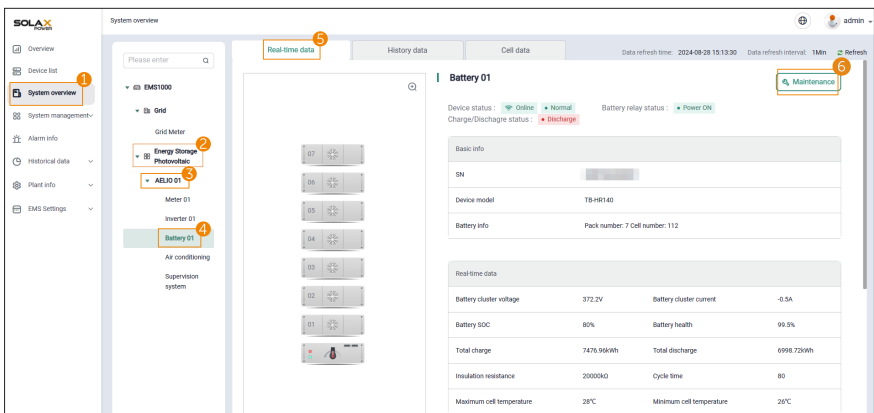 SOLAX
POWER
System overview
admin
Overview
Device list
1
System overview
System management
Alarm info
Historical data
Plant info
EMS Settings
Please enter
EMS1000
Grid
Grid Meter
2
Energy Storage
Photovoltaic
3
AELIO 01
Meter 01
Inverter 01
4
Battery 01
Air conditioning
Supervision
system
5
Real-time data
History data
Cell data
Data refresh time: 2024-08-28 15:13:30 Data refresh interval: 1Min Refresh
07
06
05
04
03
02
01
Battery 01
6
Maintenance
Device status : Online Normal Battery relay status : Power ON
Charge/Dischagre status : Discharge
Basic info
SN
Device model TB-HR140
Battery info Pack number: 7 Cell number: 112
Real-time data
Battery cluster voltage 372.2V Battery cluster current -0.5A
Battery SOC 80% Battery health 99.5%
Total charge 7476.96kWh Total discharge 6998.72kWh
Insulation resistance 20000kΩ Cycle time 80
Maximum cell temperature 28℃ Minimum cell temperature 26℃